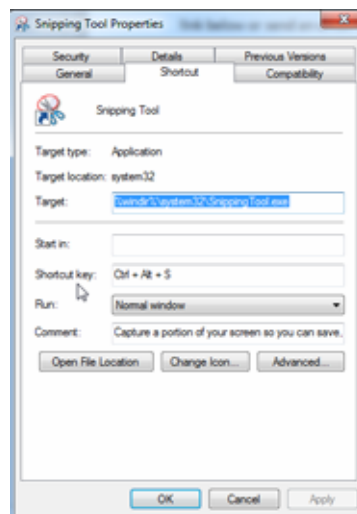 Snipping Tool Properties
Security Details Previous Versions
General Shortcut Compatibility
Snipping Tool
Target type: Application
Target location: system32
Target: %windir%\system32\SnippingTool.exe
Start in:
Shortcut key: Ctrl + Alt + S
Run: Normal window
Comment: Capture a portion of your screen so you can save.
Open File Location Change Icon... Advanced...
OK Cancel Apply